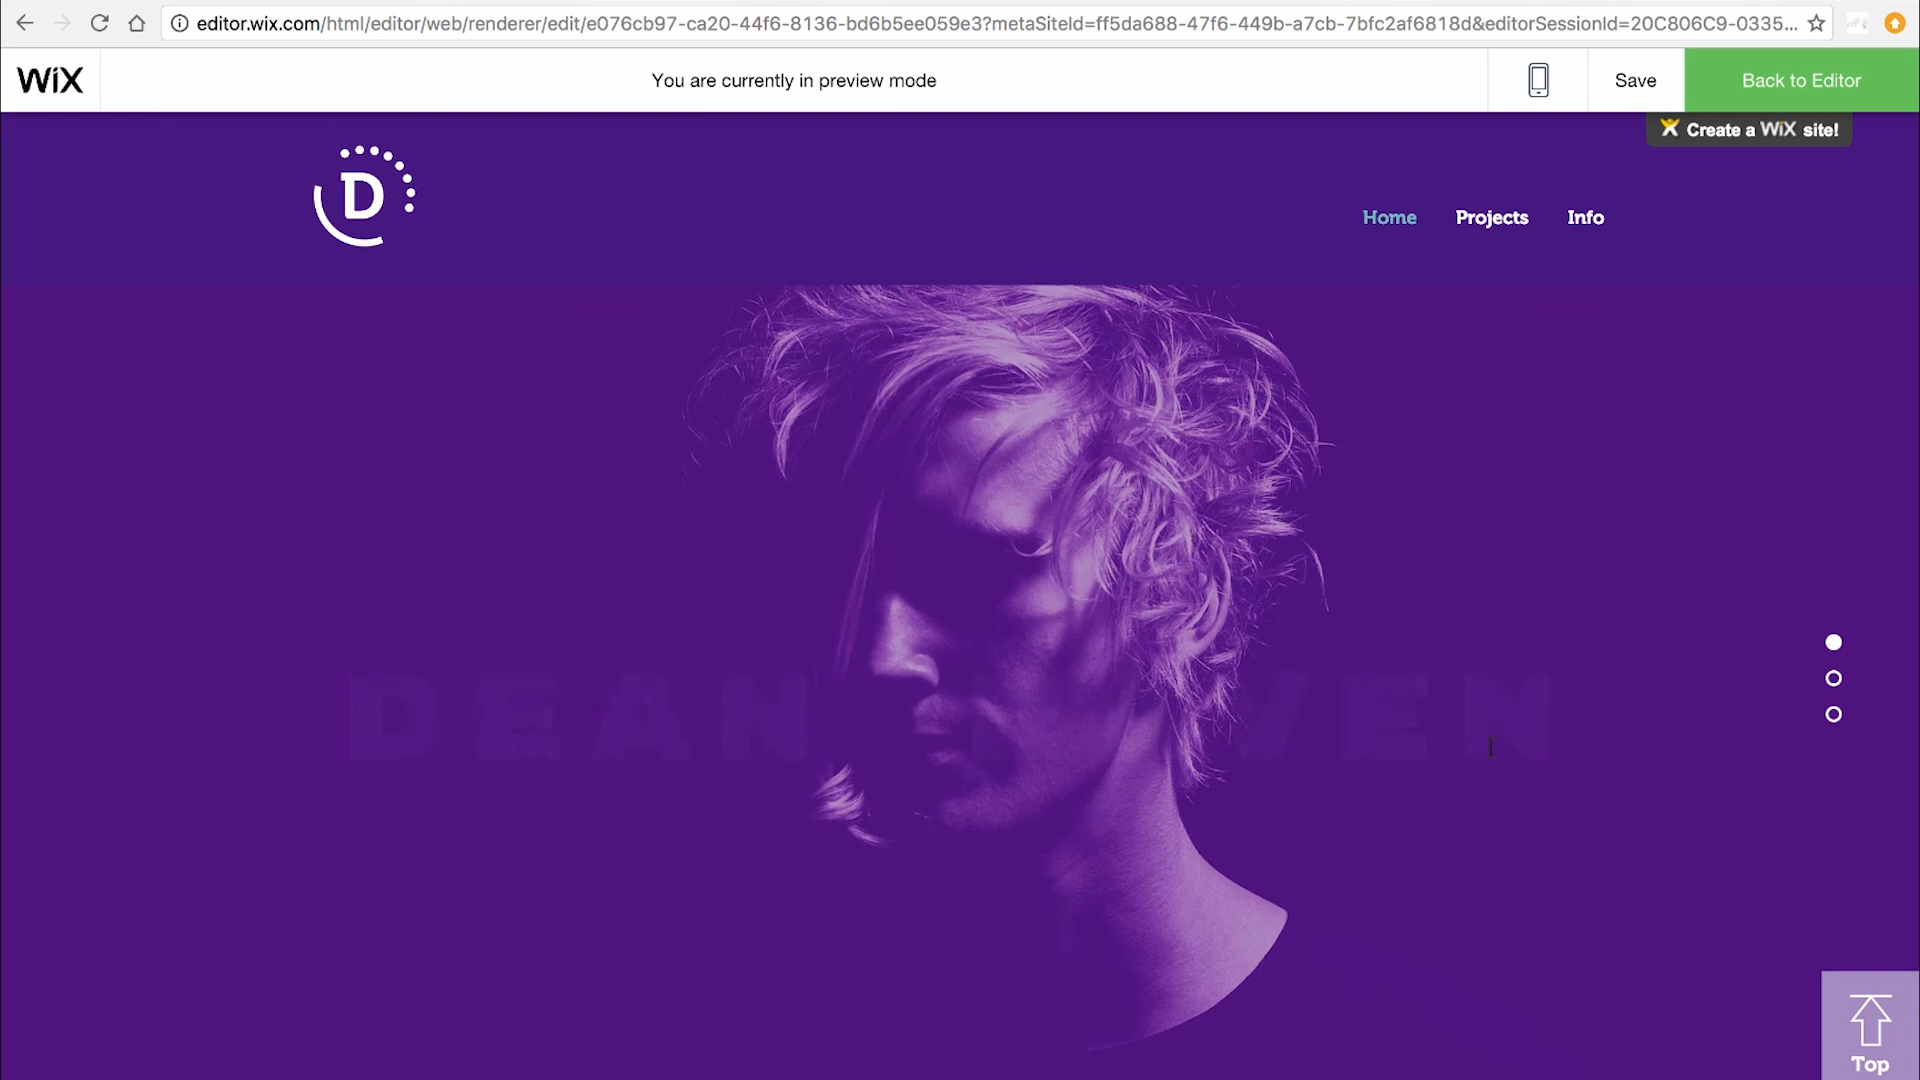 editor.wix.com/html/editor/web/renderer/edit/e076cb97-ca20-44f6-8136-bd6b5ee059e3?metaSiteId=ff5da688-47f6-449b-a7cb-7bfc2af6818d&editorSessionId=20C806C9-0335...
WiX
You are currently in preview mode
Save
Back to Editor
Create a WiX site!
D
Home
Projects
Info
DEAN
VEN
Top